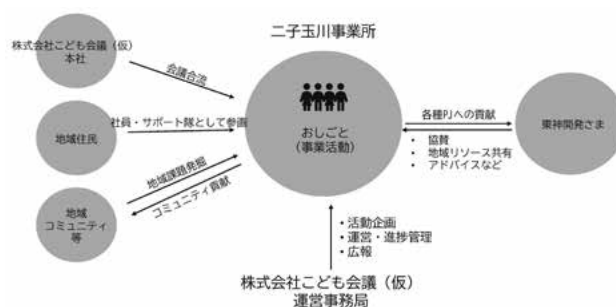 二子玉川事業所
株式会社こども会議（仮）
本社
会議合流
地域住民
社員・サポート隊として参画
地域
コミュニティ
等
地域課題発掘
コミュニティ貢献
おしごと
（事業活動）
各種PJへの貢献
• 協賛
• 地域リソース共有
• アドバイスなど
東神開発さま
• 活動企画
• 運営・進捗管理
• 広報
株式会社こども会議（仮）
運営事務局